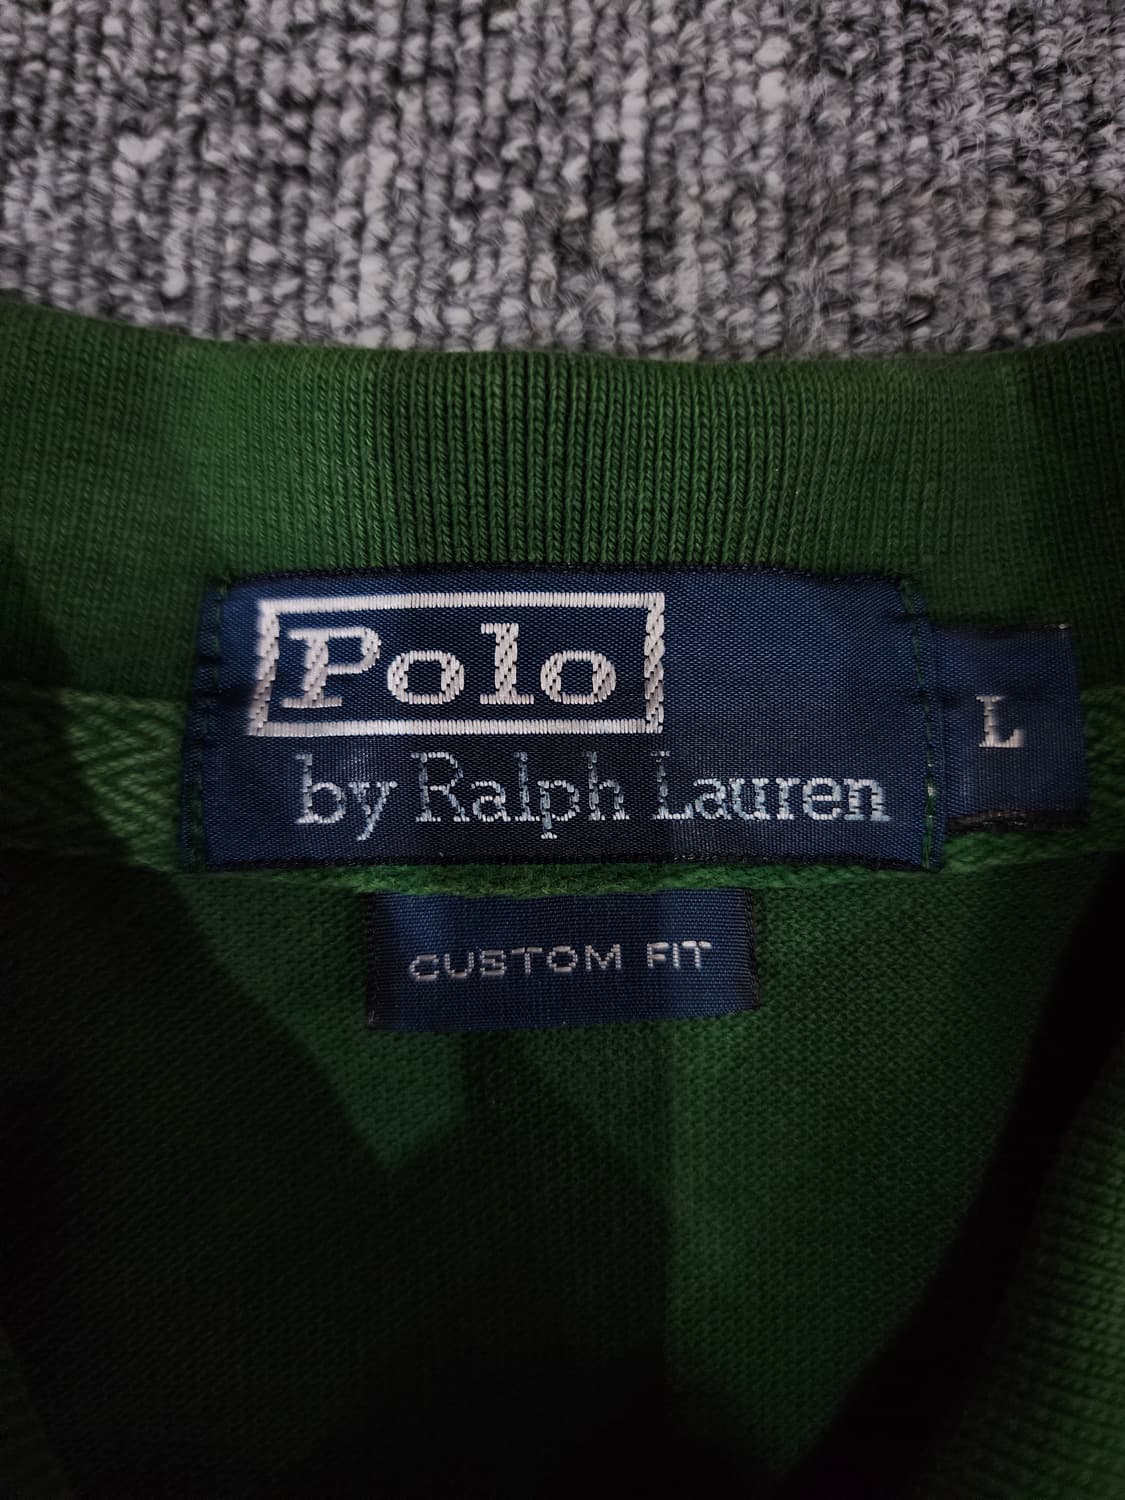 Polo
by Ralph Lauren
L
CUSTOM FIT